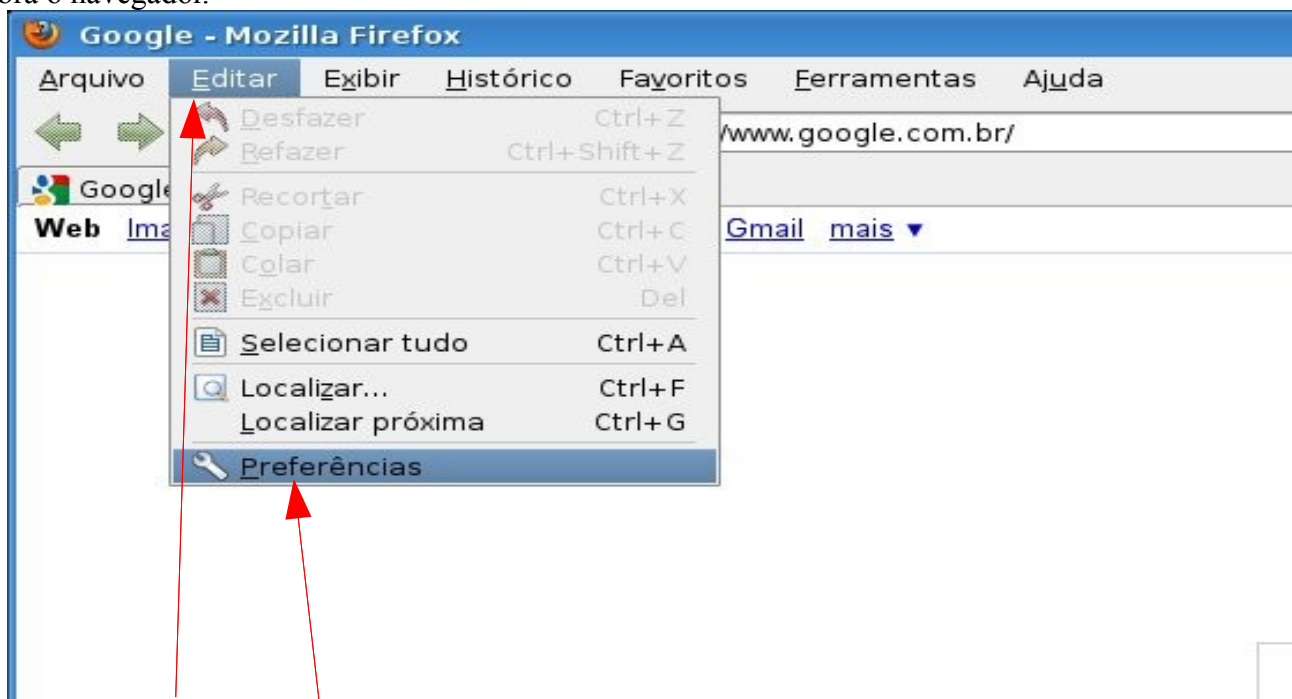 o navegador.
Google - Mozilla Firefox
Arquivo Editar Exibir Histórico Favoritos Ferramentas Ajuda
Desfazer Ctrl+Z
/www.google.com.br/
Refazer Ctrl+Shift+Z
Google
Recortar Ctrl+X
Web Ima Gmail mais
Copiar Ctrl+C
Colar Ctrl+V
Excluir Del
Selecionar tudo Ctrl+A
Localizar... Ctrl+F
Localizar próxima Ctrl+G
Preferências